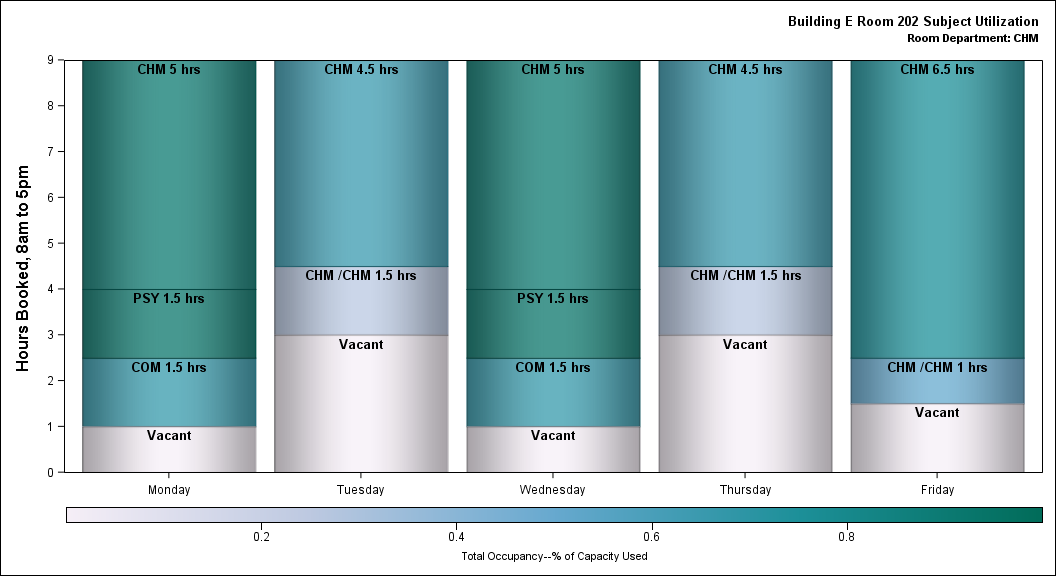 Building E Room 202 Subject Utilization
Room Department: CHM
Hours Booked, 8am to 5pm
9
8
7
6
5
4
3
2
1
0
CHM 5 hrs
PSY 1.5 hrs
COM 1.5 hrs
Vacant
CHM 4.5 hrs
CHM /CHM 1.5 hrs
Vacant
CHM 5 hrs
PSY 1.5 hrs
COM 1.5 hrs
Vacant
CHM 4.5 hrs
CHM /CHM 1.5 hrs
Vacant
CHM 6.5 hrs
CHM /CHM 1 hrs
Vacant
Monday Tuesday Wednesday Thursday Friday
0.2 0.4 0.6 0.8
Total Occupancy--% of Capacity Used